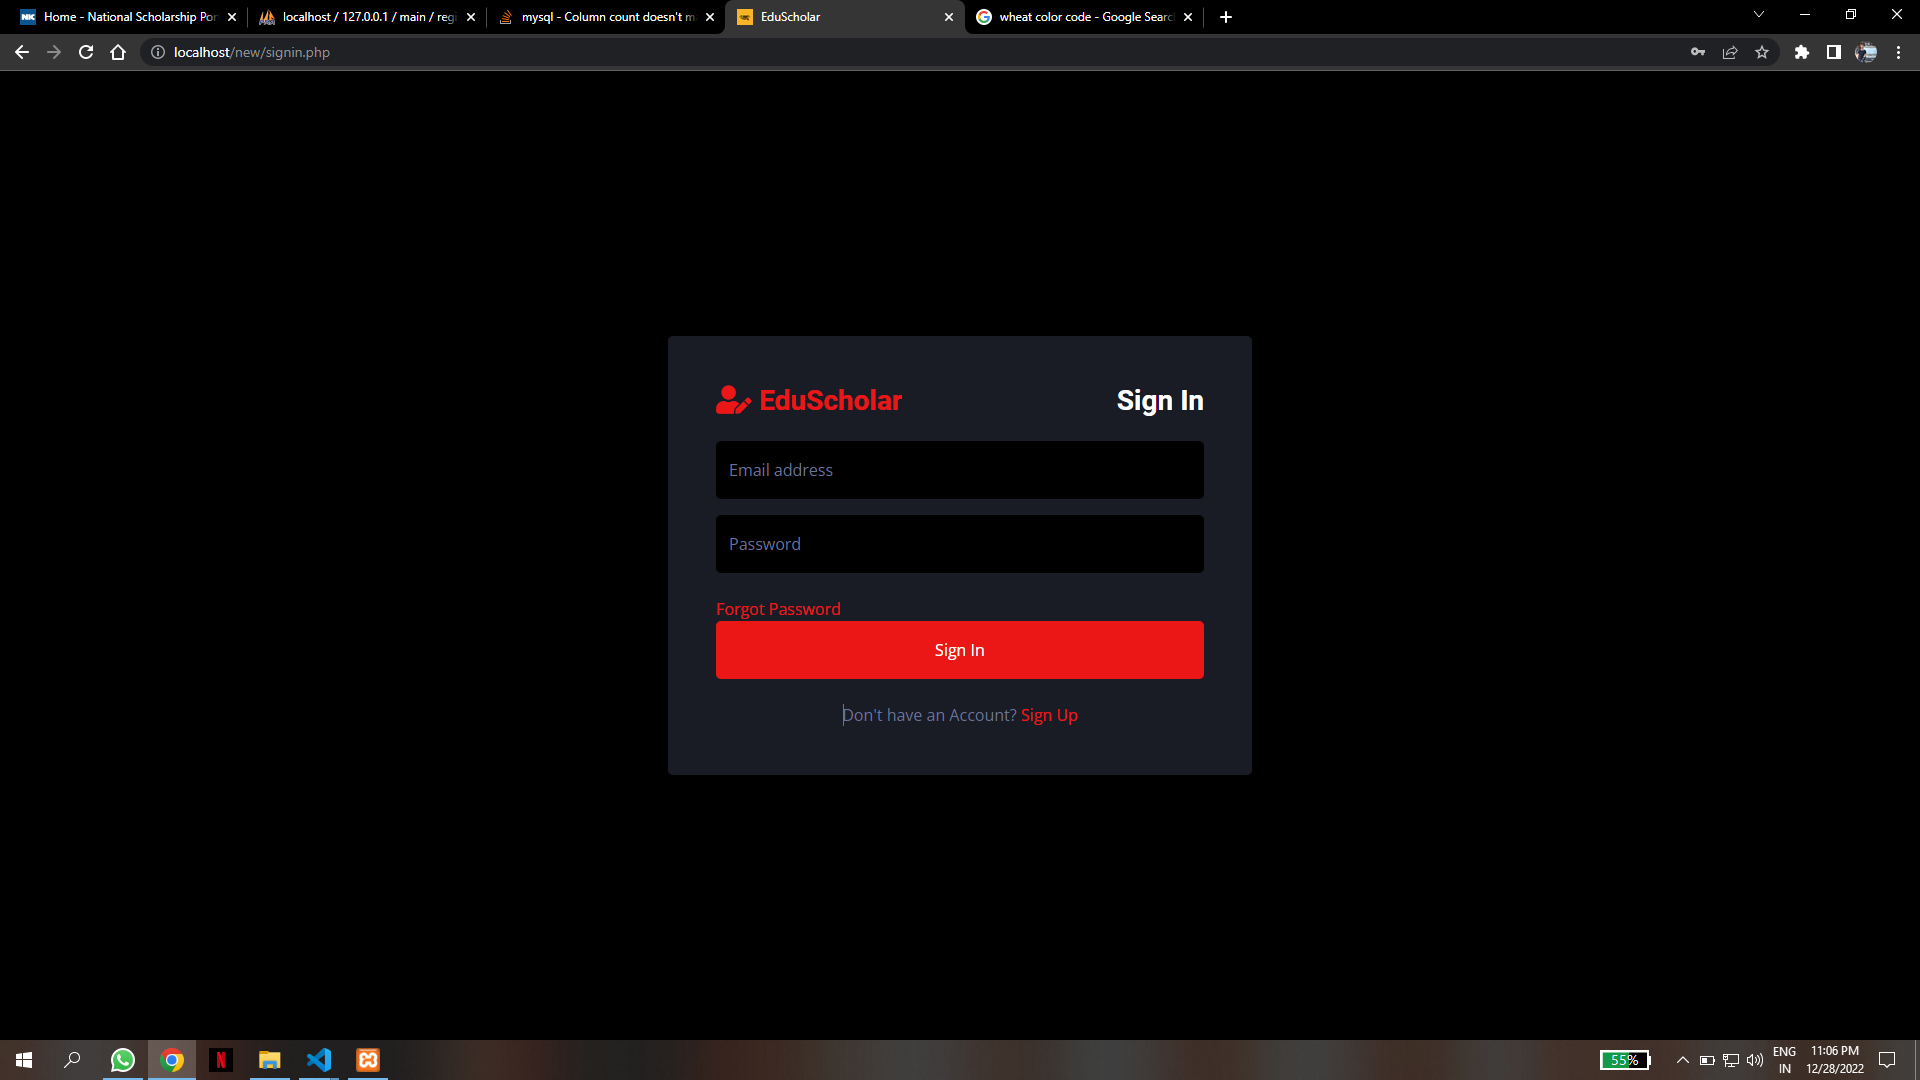 Home - National Scholarship Por
localhost / 127.0.0.1 / main / regi
mysql - Column count doesn't m
EduScholar
wheat color code - Google Searc
localhost/new/signin.php
EduScholar
Sign In
Email address
Password
Forgot Password
Sign In
Don't have an Account? Sign Up
55%
ENG
IN
11:06 PM
12/28/2022